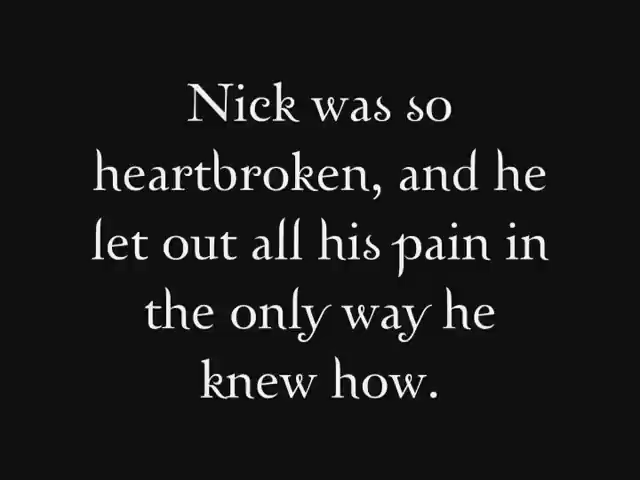 Nick was so
heartbroken, and he
let out all his pain in
the only way he
knew how.